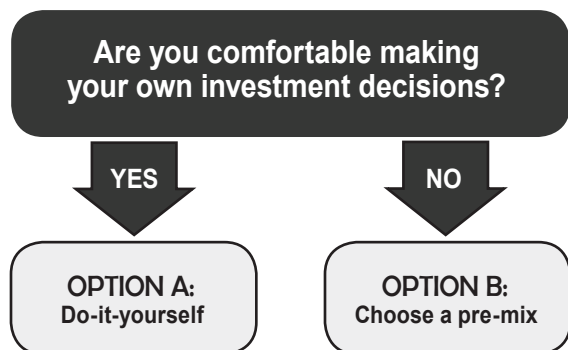 Are you comfortable making
your own investment decisions?
YES
NO
OPTION A:
Do-it-yourself
OPTION B:
Choose a pre-mix